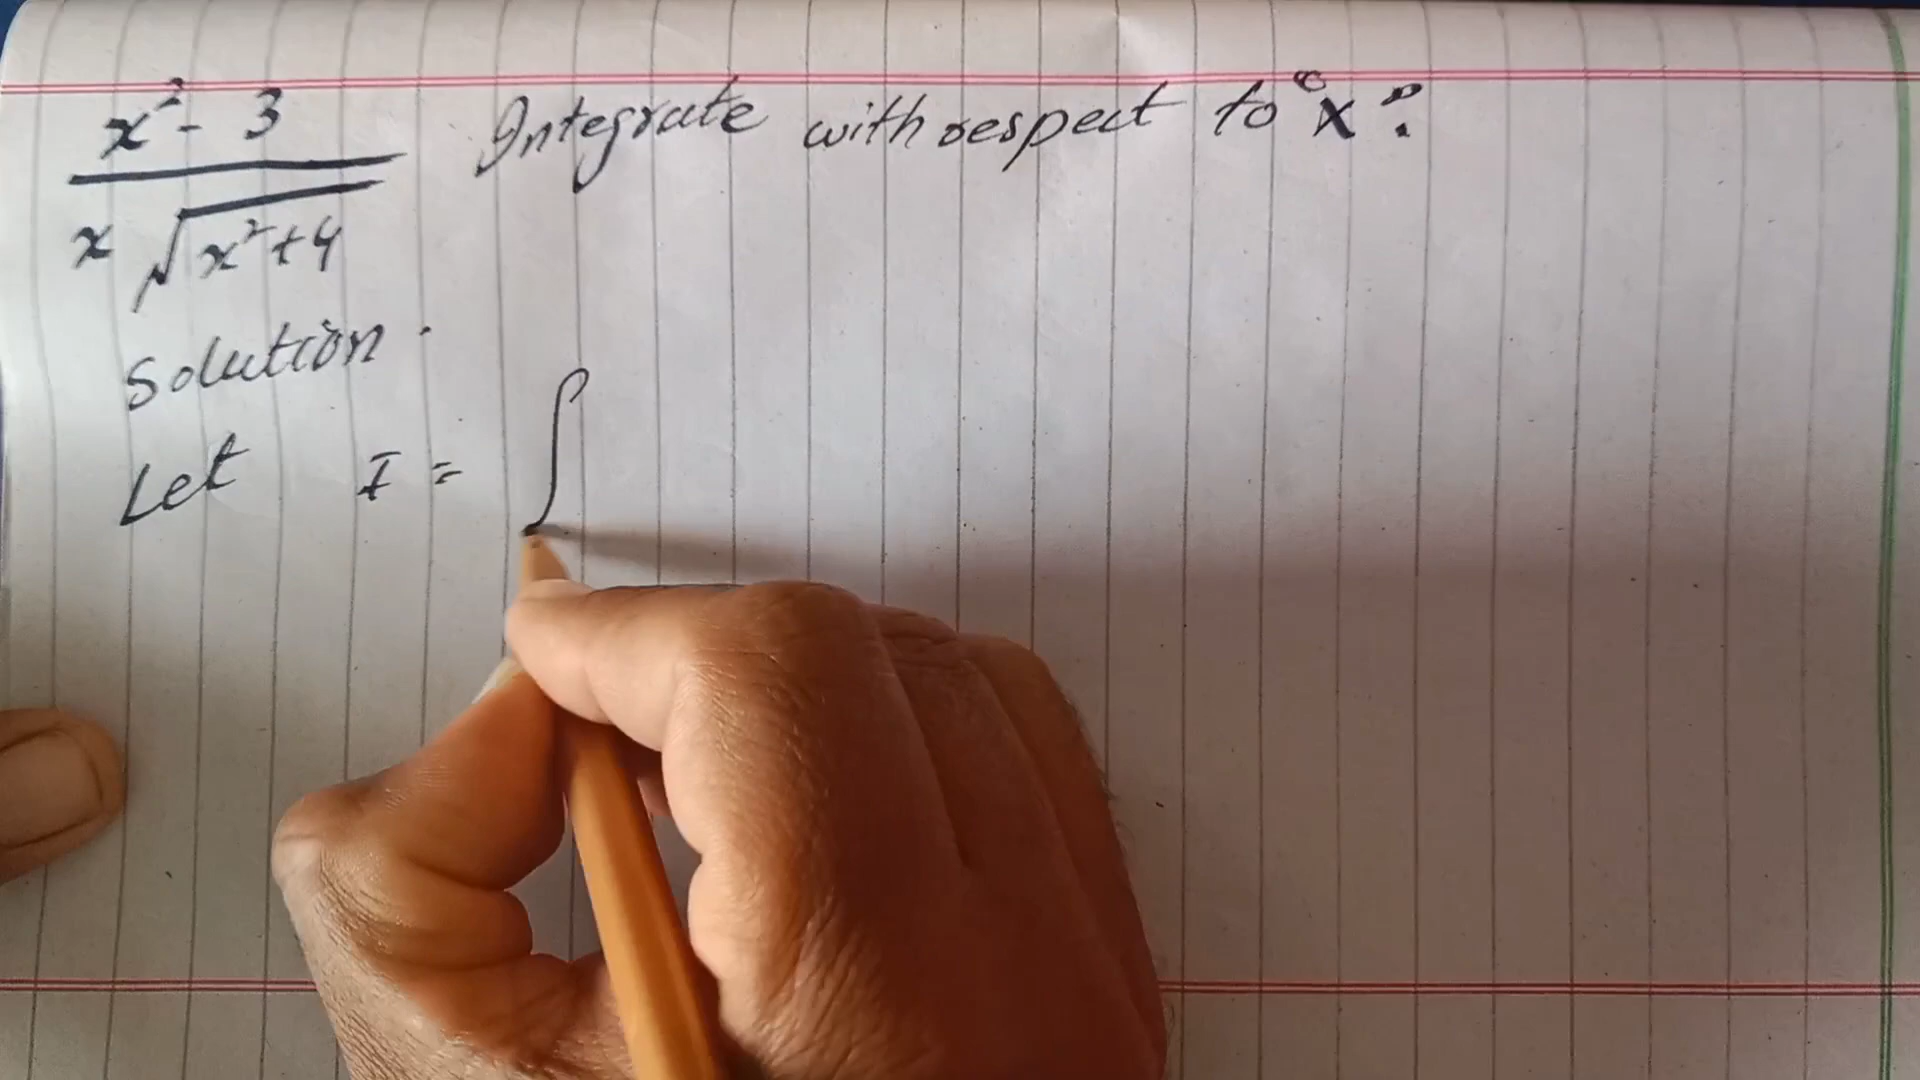 x² - 3 Integrate with respect to "x".
x √x²+4
Solution.
Let I = ∫